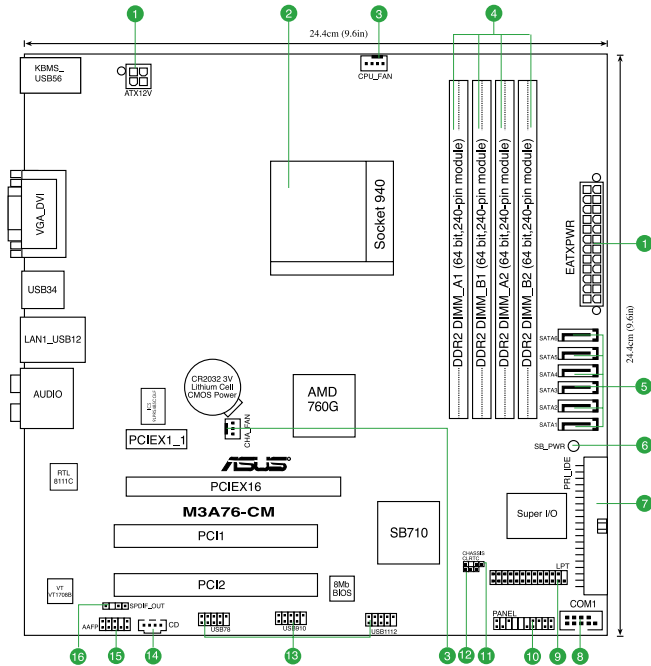 1
2
3
4
24.4cm (9.6in)
KBMS_
USB56
ATX12V
CPU_FAN
Socket 940
DDR2 DIMM_A1 (64 bit,240-pin module)
DDR2 DIMM_B1 (64 bit,240-pin module)
DDR2 DIMM_A2 (64 bit,240-pin module)
DDR2 DIMM_B2 (64 bit,240-pin module)
EATXPWR
1
24.4cm (9.6in)
VGA_DVI
USB34
LAN1_USB12
AUDIO
SATA6
SATA5
SATA4
SATA3
SATA2
SATA1
5
CR2032 3V
Lithium Cell
CMOS Power
AMD
760G
ICS
CHA_FAN
PCIEX1_1
SB_PWR
6
PRI_IDE
7
ASUS
RTL
8111C
PCIEX16
M3A76-CM
Super I/O
SB710
PCI1
CHASSIS
CLRTC
LPT
VT
VT1708B
PCI2
8Mb
BIOS
SPDIF_OUT
AAFP
CD
USB78
USB910
USB1112
PANEL
COM1
16
15
14
13
3
12
11
10
9
8